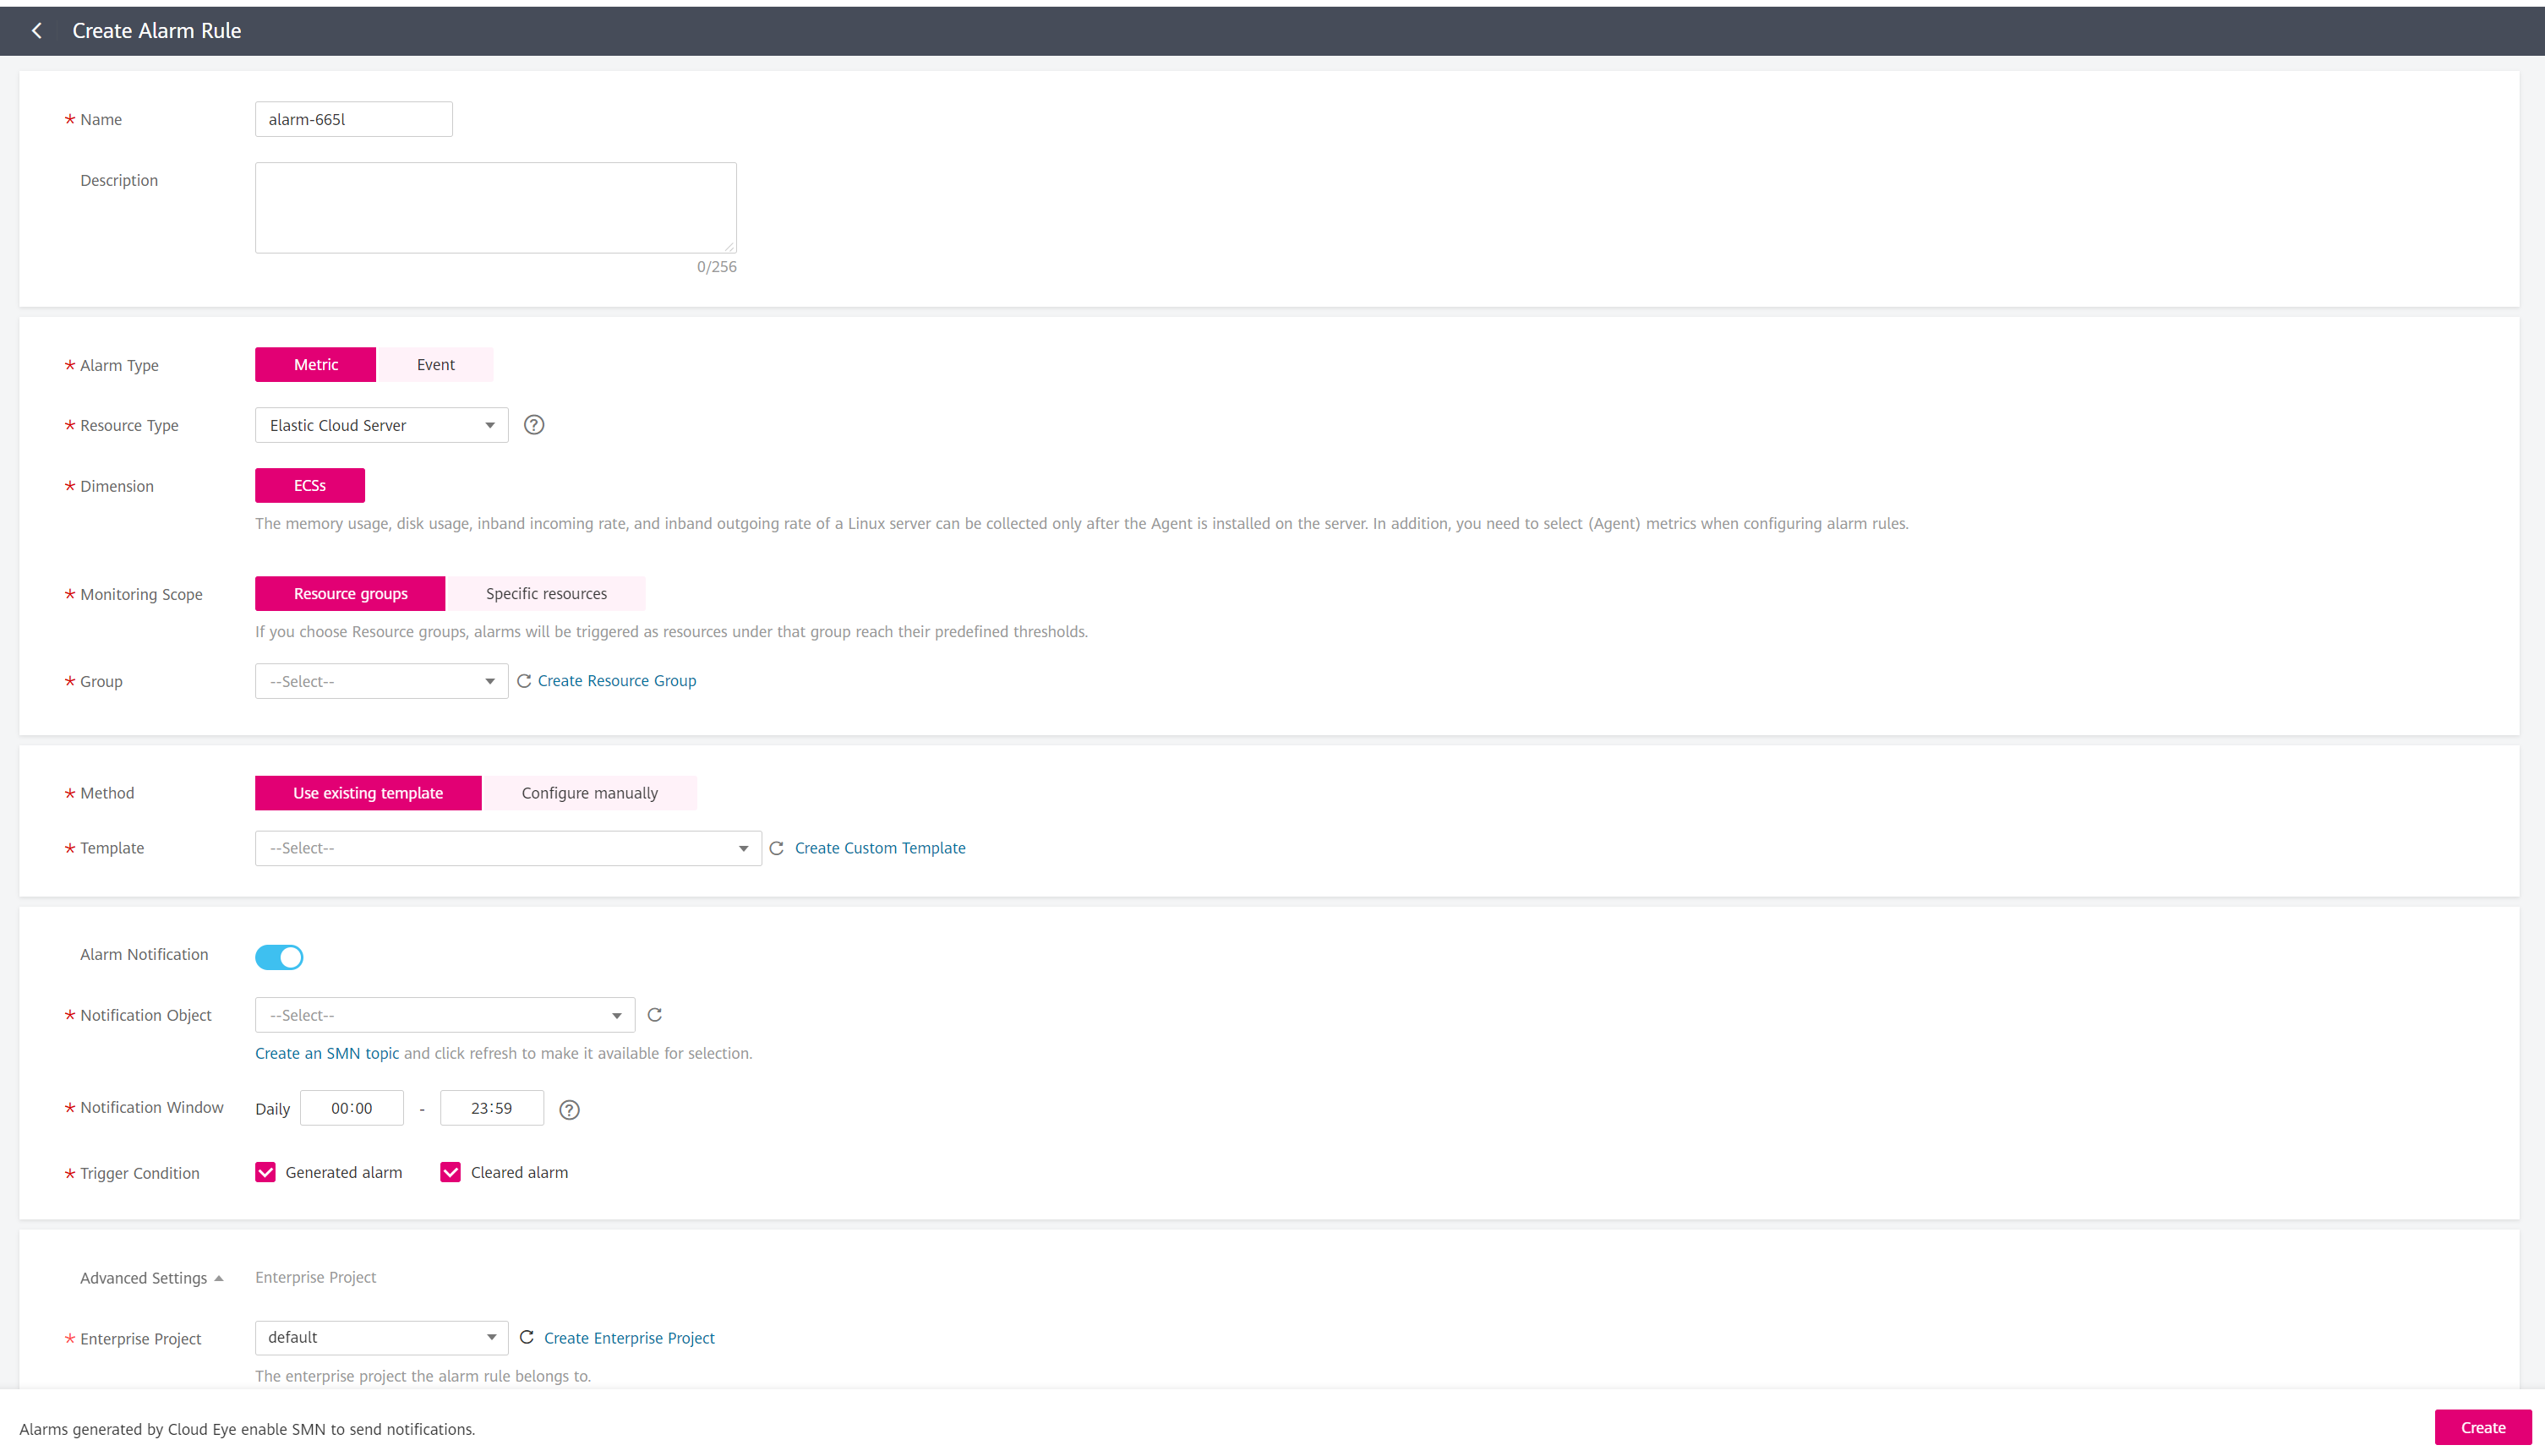 Create Alarm Rule
* Name
alarm-665l
Description
0/256
* Alarm Type
Metric
Event
* Resource Type
Elastic Cloud Server
?
* Dimension
ECSs
The memory usage, disk usage, inband incoming rate, and inband outgoing rate of a Linux server can be collected only after the Agent is installed on the server. In addition, you need to select (Agent) metrics when configuring alarm rules.
* Monitoring Scope
Resource groups
Specific resources
If you choose Resource groups, alarms will be triggered as resources under that group reach their predefined thresholds.
* Group
--Select--
Create Resource Group
* Method
Use existing template
Configure manually
* Template
--Select--
Create Custom Template
Alarm Notification
* Notification Object
--Select--
Create an SMN topic and click refresh to make it available for selection.
* Notification Window
Daily
00:00
-
23:59
?
* Trigger Condition
Generated alarm
Cleared alarm
Advanced Settings
Enterprise Project
* Enterprise Project
default
Create Enterprise Project
The enterprise project the alarm rule belongs to.
Alarms generated by Cloud Eye enable SMN to send notifications.
Create